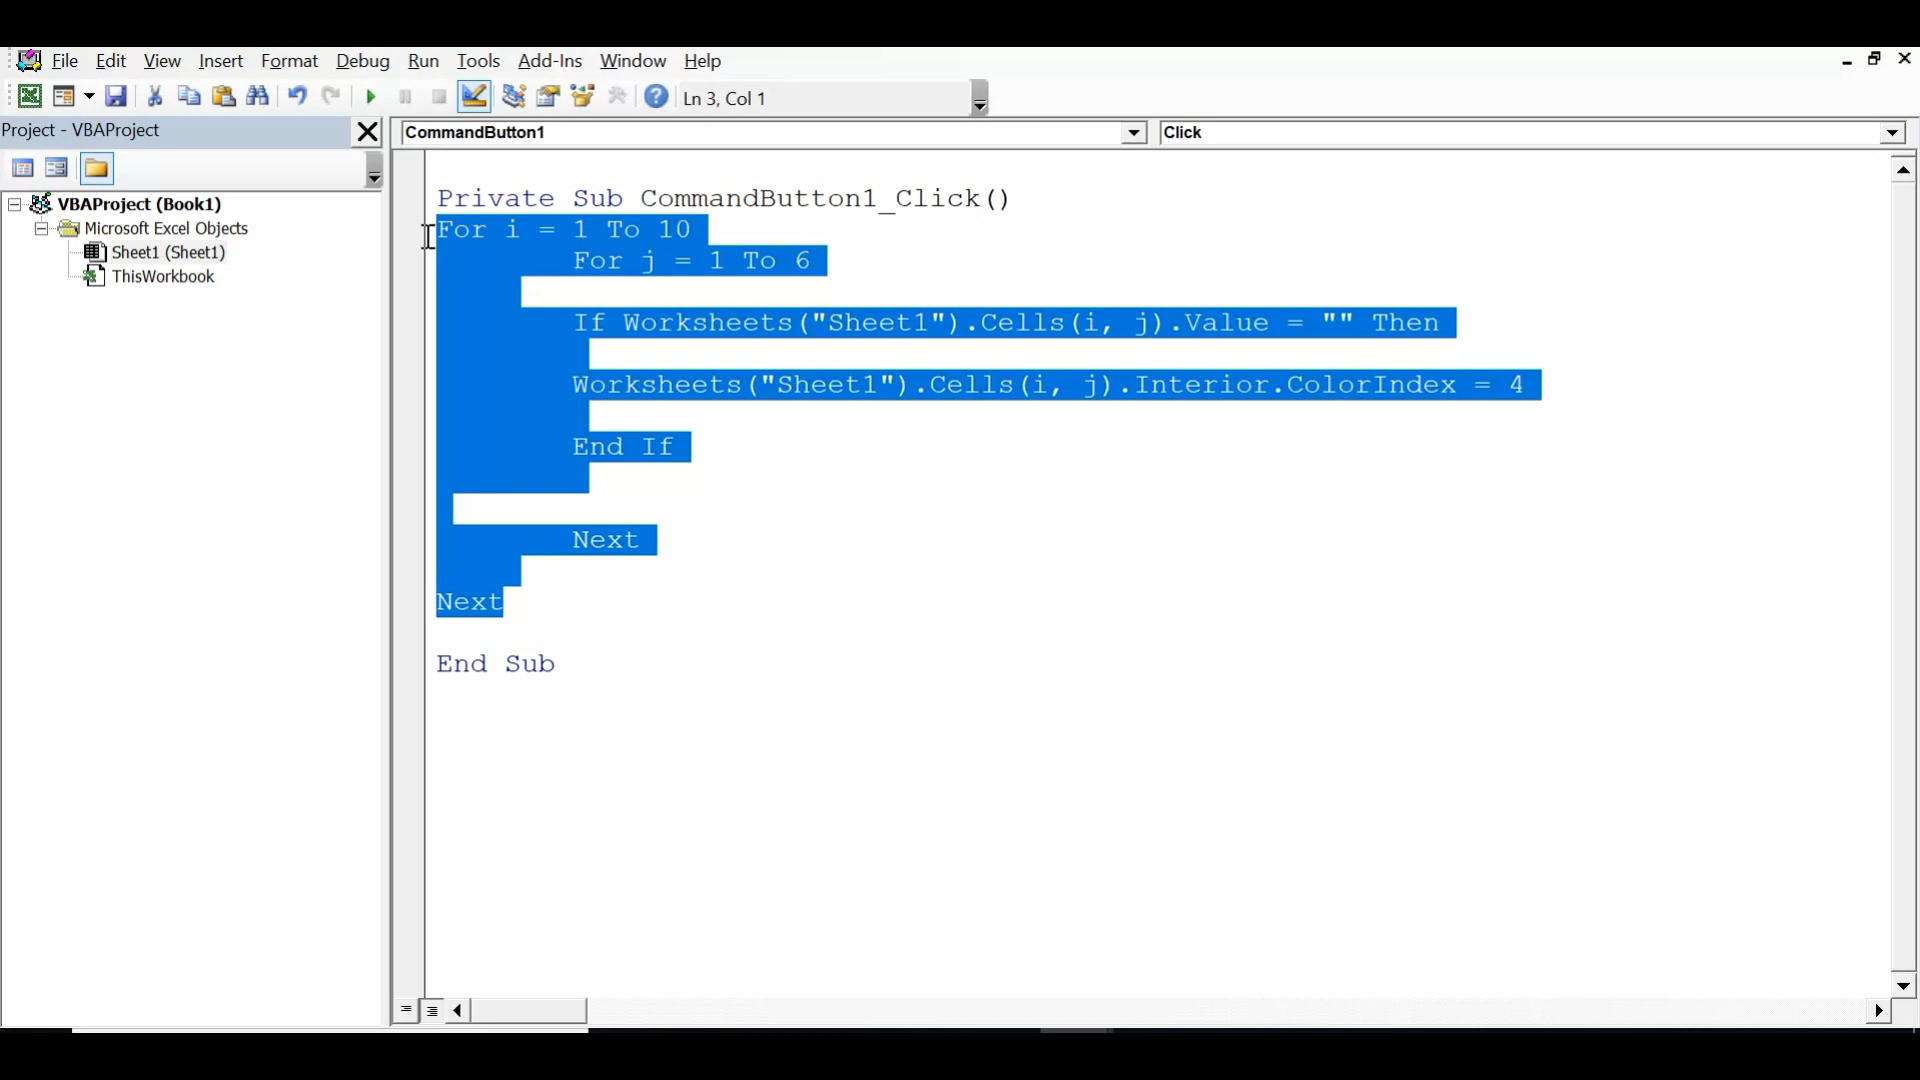 File Edit View Insert Format Debug Run Tools Add-Ins Window Help
Ln 3, Col 1
Project - VBAProject
CommandButton1
Click
VBAProject (Book1)
Microsoft Excel Objects
Sheet1 (Sheet1)
ThisWorkbook
Private Sub CommandButton1_Click()
For i = 1 To 10
For j = 1 To 6
If Worksheets("Sheet1").Cells(i, j).Value = "" Then
Worksheets("Sheet1").Cells(i, j).Interior.ColorIndex = 4
End If
Next
Next
End Sub